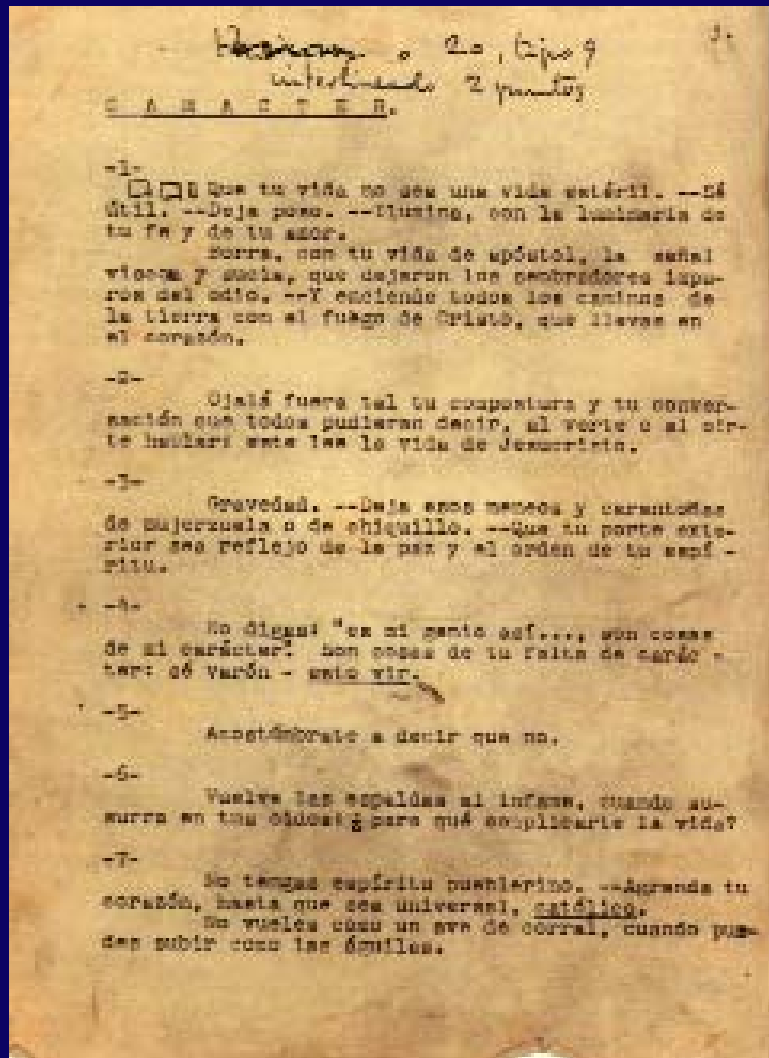 a 20, tipo 9
interlineado 2 puntos
C A R A C T E R.
-1-
Que tu vida no sea una vida estéril. --Sé
útil. --Deja poso. --Ilumina, con la luminaria de
tu fe y de tu amor.
Borra, con tu vida de apóstol, la señal
viscosa y sucia, que dejaron los sembradores impu-
ros del odio. --Y enciende todos los caminos de
la tierra con el fuego de Cristo, que llevas en
el corazón.
-2-
Ojalá fuera tal tu compostura y tu conver-
sación que todos pudieran decir, al verte o al oír-
te hablar: este lee la vida de Jesucristo.
-3-
Gravedad. --Deja esos meneos y carantoñas
de mujerzuela o de chiquillo. --Que tu porte exte-
rior sea reflejo de la paz y el orden de tu espí-
ritu.
-4-
No digas: "es mi genio así..., son cosas
de mi carácter". Son cosas de tu falta de carác -
ter: sé varón - esto vir.
-5-
Acostúmbrate a decir que no.
-6-
Vuelve las espaldas al infame, cuando su-
surra en tus oídos: ¿para qué complicarte la vida?
-7-
No tengas espíritu pueblerino. --Agranda tu
corazón, hasta que sea universal, católico.
No vueles como un ave de corral, cuando pue-
des subir como las águilas.